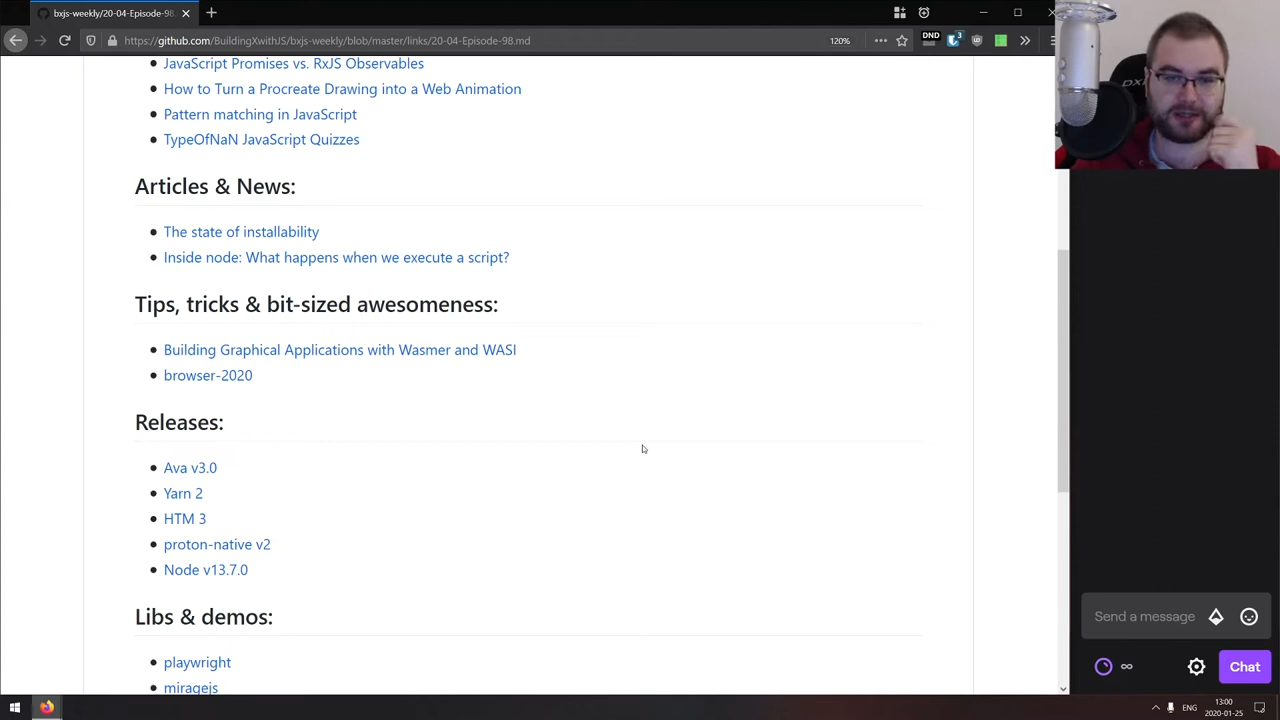 bxjs-weekly/20-04-Episode-98.
https://github.com/BuildingXwithJS/bxjs-weekly/blob/master/links/20-04-Episode-98.md
120%
DND
3
JavaScript Promises vs. RxJS Observables
How to Turn a Procreate Drawing into a Web Animation
Pattern matching in JavaScript
TypeOfNaN JavaScript Quizzes
Articles & News:
The state of installability
Inside node: What happens when we execute a script?
Tips, tricks & bit-sized awesomeness:
Building Graphical Applications with Wasmer and WASI
browser-2020
Releases:
Ava v3.0
Yarn 2
HTM 3
proton-native v2
Node v13.7.0
Libs & demos:
playwright
miragejs
Send a message
∞
Chat
ENG
13:00
2020-01-25